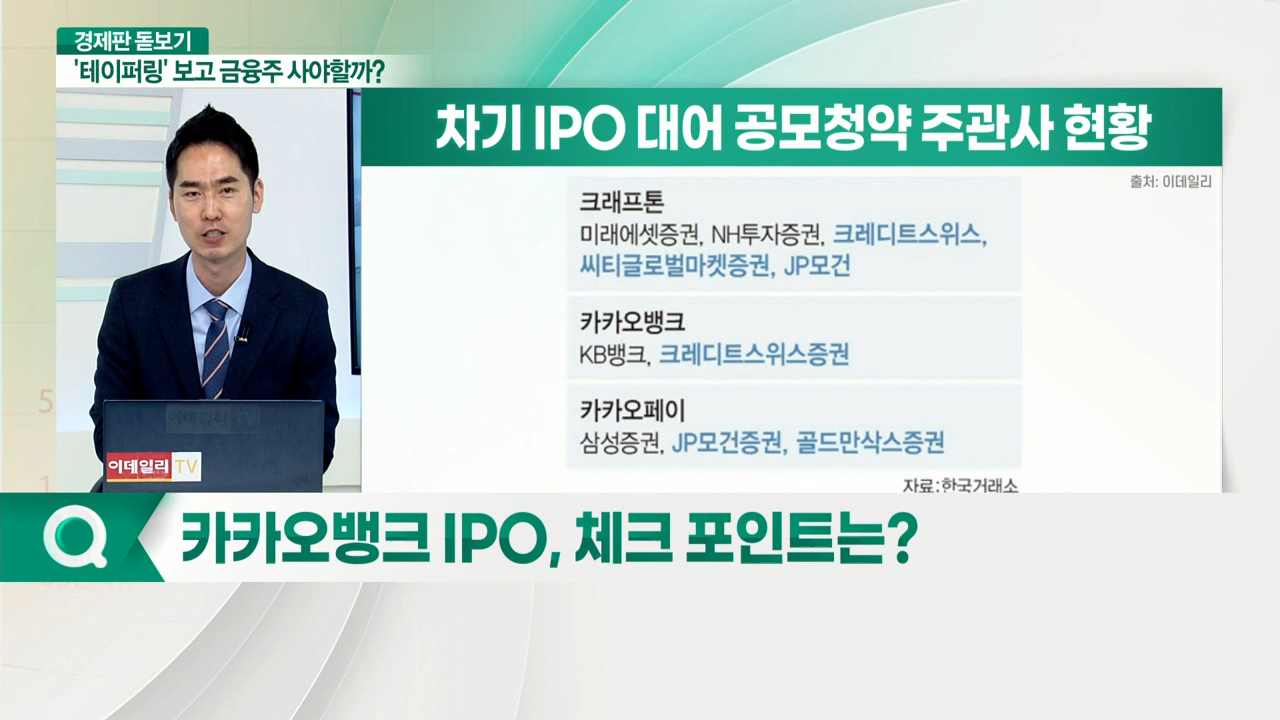 경제판 돋보기
'테이퍼링' 보고 금융주 사야할까?
차기 IPO 대어 공모청약 주관사 현황
출처: 이데일리
크래프톤
미래에셋증권, NH투자증권, 크레디트스위스,
씨티글로벌마켓증권, JP모건
카카오뱅크
KB뱅크, 크레디트스위스증권
카카오페이
삼성증권, JP모건증권, 골드만삭스증권
자료:한국거래소
이데일리 TV
이데일리 TV
카카오뱅크 IPO, 체크 포인트는?